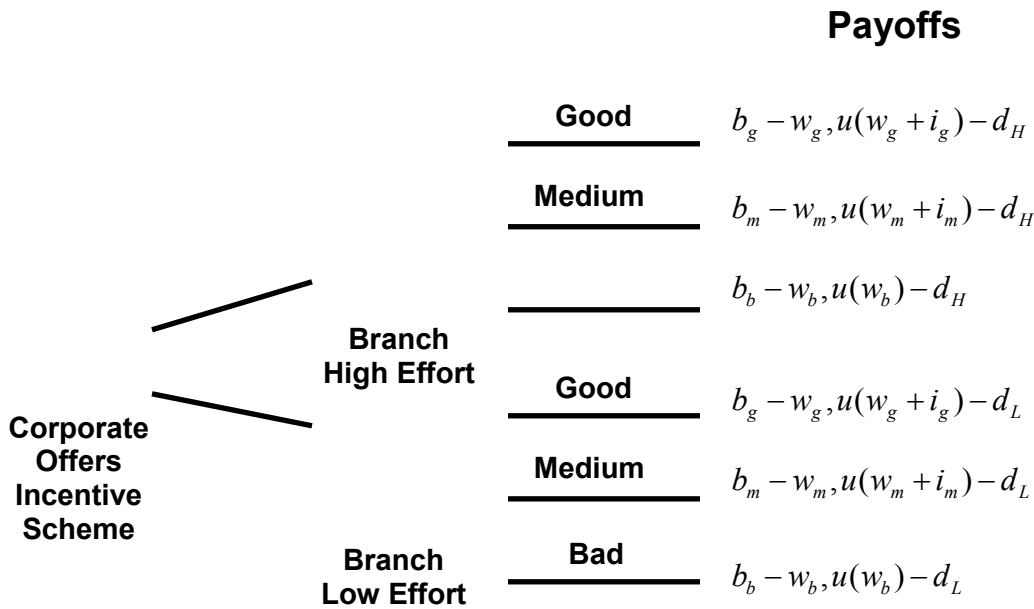 Payoffs
Good
b_g − w_g, u(w_g + i_g) − d_H
Medium
b_m − w_m, u(w_m + i_m) − d_H
b_b − w_b, u(w_b) − d_H
Branch
High Effort
Good
b_g − w_g, u(w_g + i_g) − d_L
Corporate
Offers
Incentive
Scheme
Medium
b_m − w_m, u(w_m + i_m) − d_L
Branch
Low Effort
Bad
b_b − w_b, u(w_b) − d_L